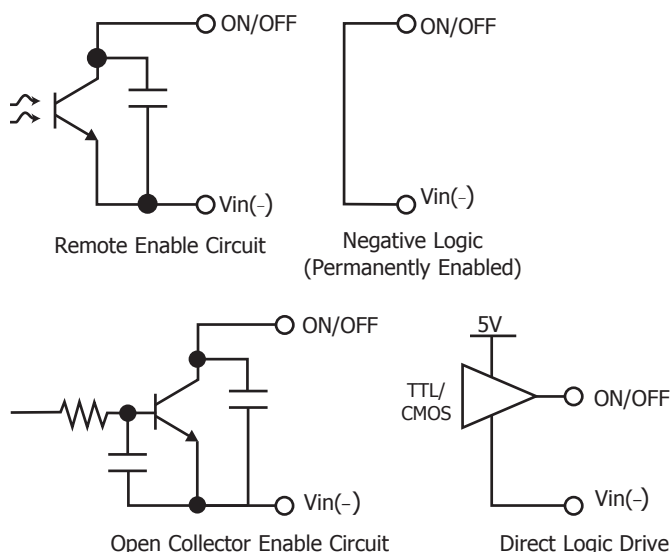 ON/OFF
Vin(-)
Remote Enable Circuit
ON/OFF
Vin(-)
Negative Logic
(Permanently Enabled)
ON/OFF
Vin(-)
Open Collector Enable Circuit
5V
TTL/
CMOS
ON/OFF
Vin(-)
Direct Logic Drive